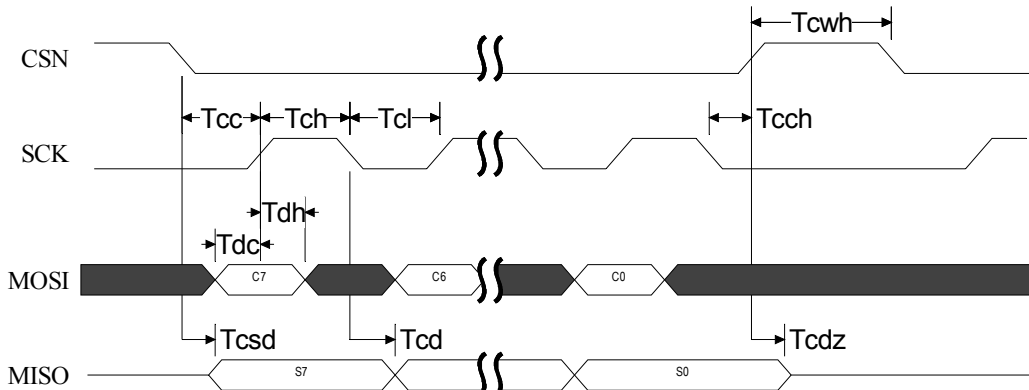 Tcwh
CSN
Tcc Tch Tcl Tcch
SCK
Tdh
Tdc
MOSI C7 C6 C0
Tcsd Tcd Tcdz
MISO S7 S0